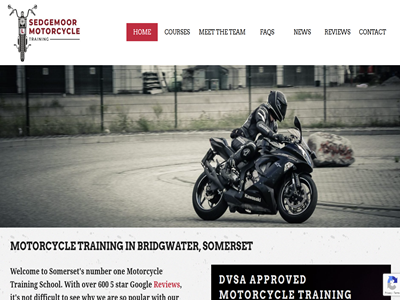 SEDGEMOOR
MOTORCYCLE
TRAINING
HOME COURSES MEET THE TEAM FAQS NEWS REVIEWS CONTACT
Kawasaki
MOTORCYCLE TRAINING IN BRIDGWATER, SOMERSET
Welcome to Somerset's number one Motorcycle
Training School. With over 600 5 star Google
Reviews,
it's not difficult to see why we are so poular with our
DVSA APPROVED
MOTORCYCLE TRAINING